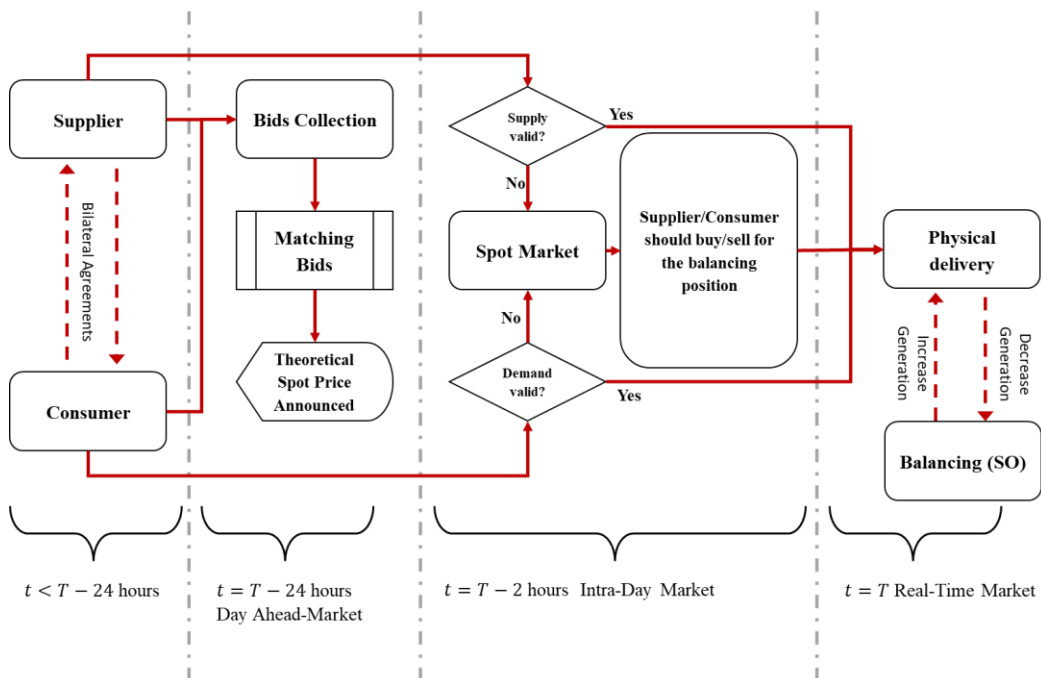 Supplier
Bilateral Agreements
Consumer
Bids Collection
Matching
Bids
Theoretical
Spot Price
Announced
Supply
valid?
Yes
No
Spot Market
Supplier/Consumer
should buy/sell for
the balancing
position
No
Demand
valid?
Yes
Physical
delivery
Increase
Generation
Decrease
Generation
Balancing (SO)
t < T − 24 hours
t = T − 24 hours
Day Ahead-Market
t = T − 2 hours Intra-Day Market
t = T Real-Time Market